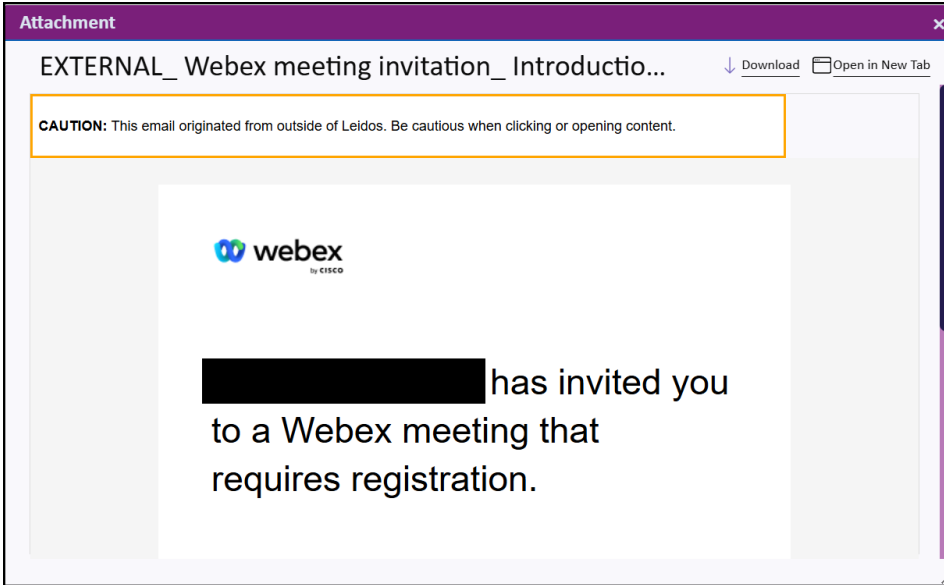 Attachment
EXTERNAL_ Webex meeting invitation_ Introductio...
Download
Open in New Tab
CAUTION: This email originated from outside of Leidos. Be cautious when clicking or opening content.
webex
by CISCO
has invited you
to a Webex meeting that
requires registration.